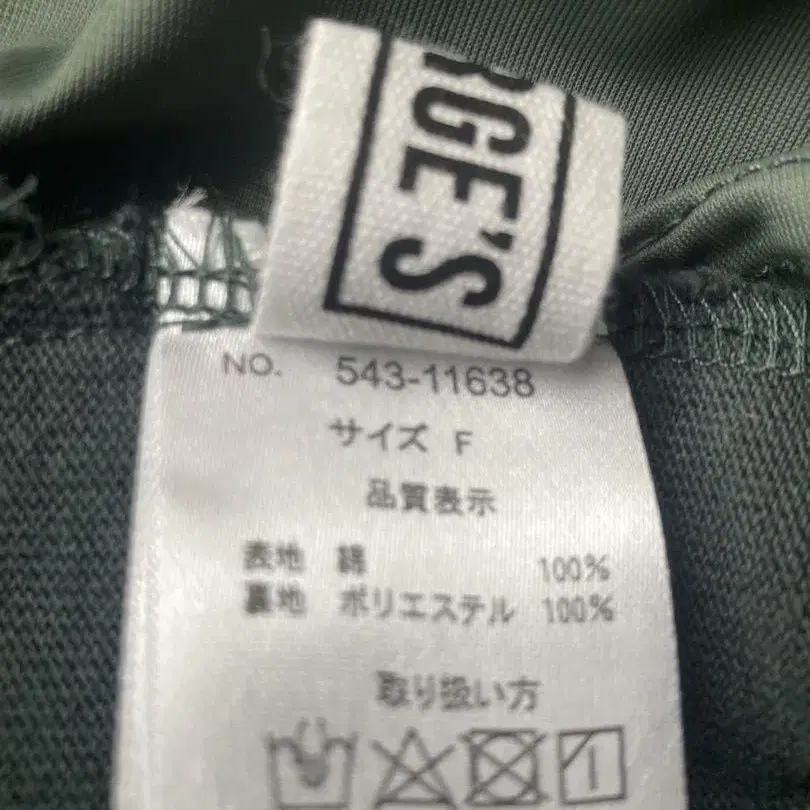 RGE'S
NO. 543-11638
サイズ F
品質表示
表地 綿 100%
裏地 ポリエステル 100%
取り扱い方